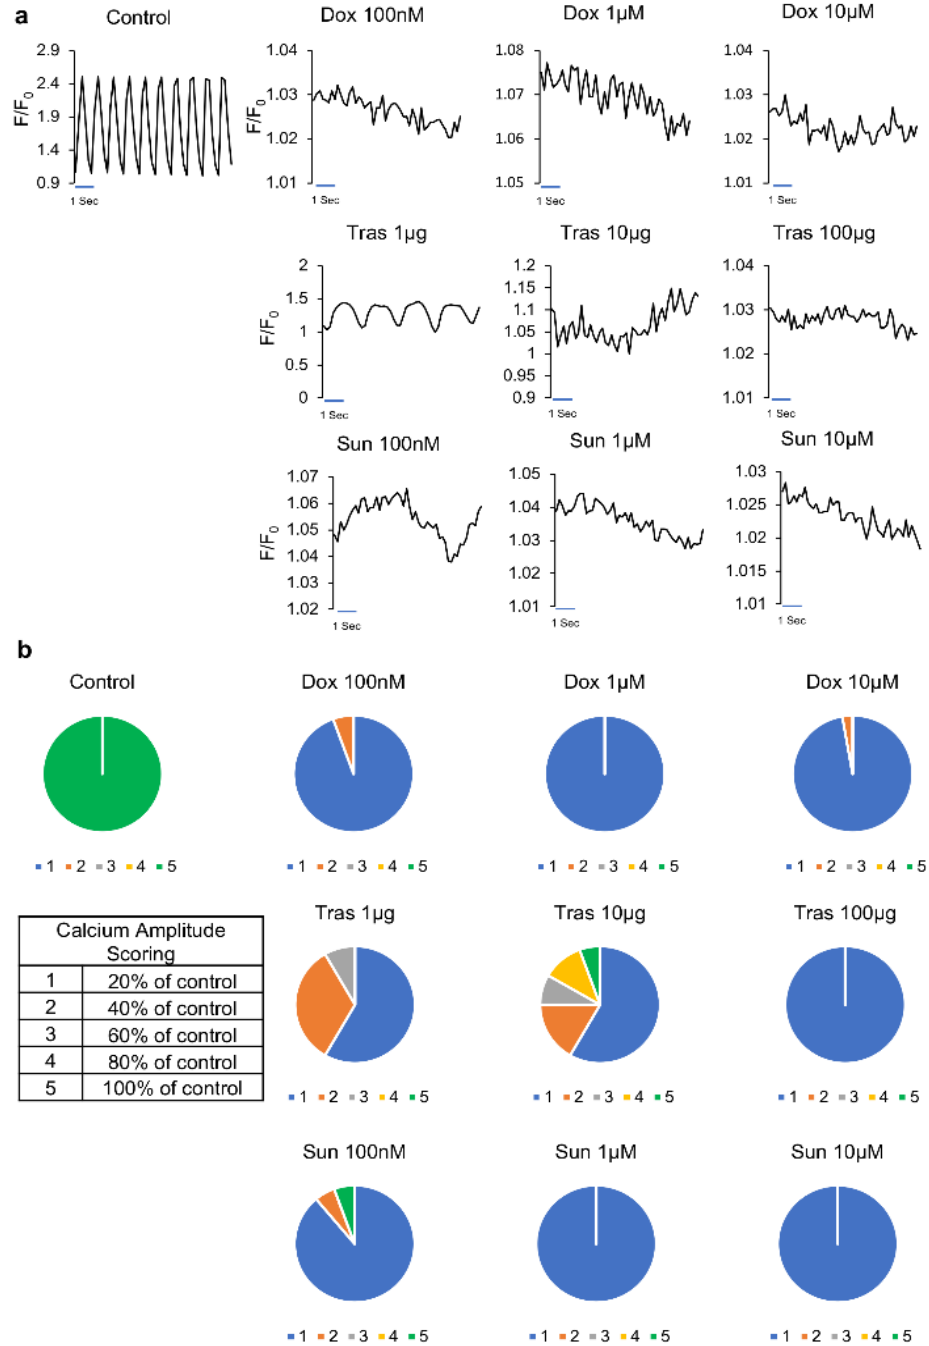 a
Control
Dox 100nM
Dox 1µM
Dox 10µM
F/F0
2.9
2.4
1.9
1.4
0.9
1 Sec
F/F0
1.04
1.03
1.02
1.01
1 Sec
1.08
1.07
1.06
1.05
1 Sec
1.04
1.03
1.02
1.01
1 Sec
Tras 1µg
Tras 10µg
Tras 100µg
F/F0
2
1.5
1
0.5
0
1 Sec
1.2
1.15
1.1
1.05
1
0.95
0.9
1 Sec
1.04
1.03
1.02
1.01
1 Sec
Sun 100nM
Sun 1µM
Sun 10µM
F/F0
1.07
1.06
1.05
1.04
1.03
1.02
1 Sec
1.05
1.04
1.03
1.02
1.01
1 Sec
1.03
1.025
1.02
1.015
1.01
1 Sec
b
Control
Dox 100nM
Dox 1µM
Dox 10µM
1 2 3 4 5
1 2 3 4 5
1 2 3 4 5
1 2 3 4 5
Calcium Amplitude
Scoring
1 20% of control
2 40% of control
3 60% of control
4 80% of control
5 100% of control
Tras 1µg
Tras 10µg
Tras 100µg
1 2 3 4 5
1 2 3 4 5
1 2 3 4 5
Sun 100nM
Sun 1µM
Sun 10µM
1 2 3 4 5
1 2 3 4 5
1 2 3 4 5